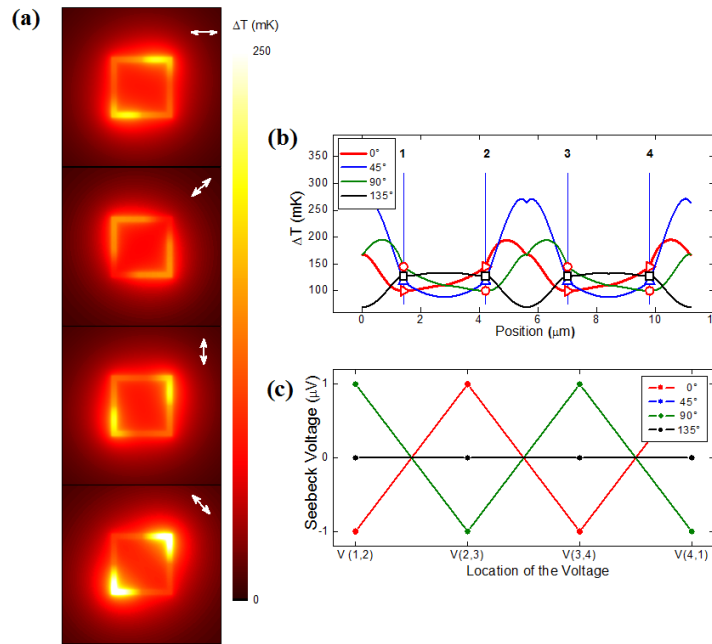 (a)
ΔT (mK)
250
0
(b)
ΔT (mK)
350
300
250
200
150
100
0°
45°
90°
135°
1 2 3 4
0 2 4 6 8 10 12
Position (μm)
(c)
Seebeck Voltage (μV)
1
0
-1
0°
45°
90°
135°
V(1,2) V(2,3) V(3,4) V(4,1)
Location of the Voltage